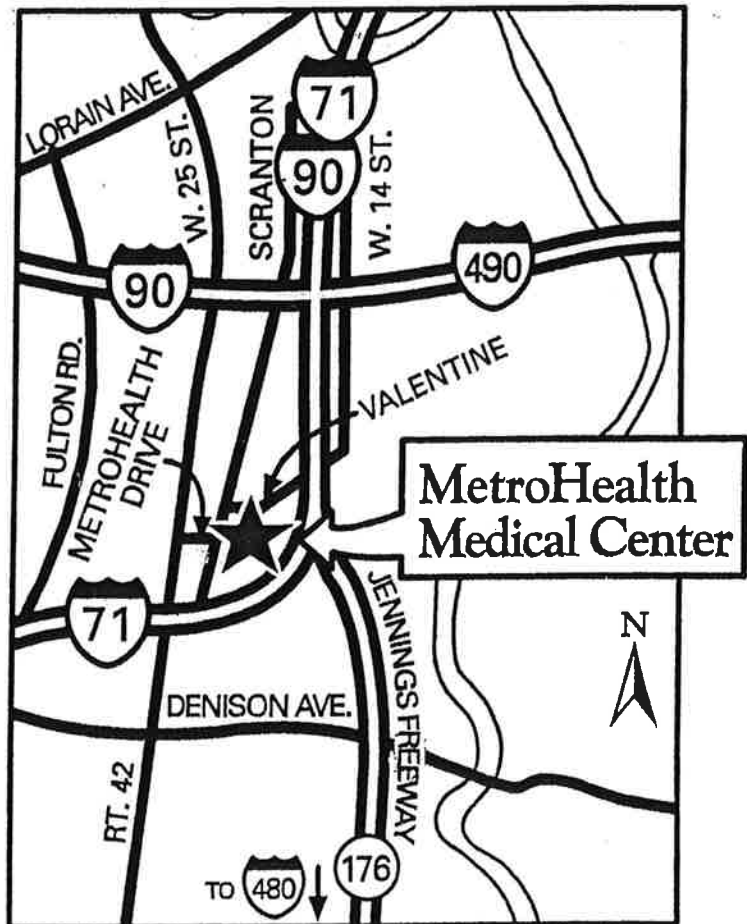 LORAIN AVE.
W. 25 ST.
SCRANTON
71
90
W. 14 ST.
90
490
FULTON RD.
METROHEALTH
DRIVE
VALENTINE
MetroHealth
Medical Center
71
JENNINGS FREEWAY
N
DENISON AVE.
RT. 42
TO 480
176